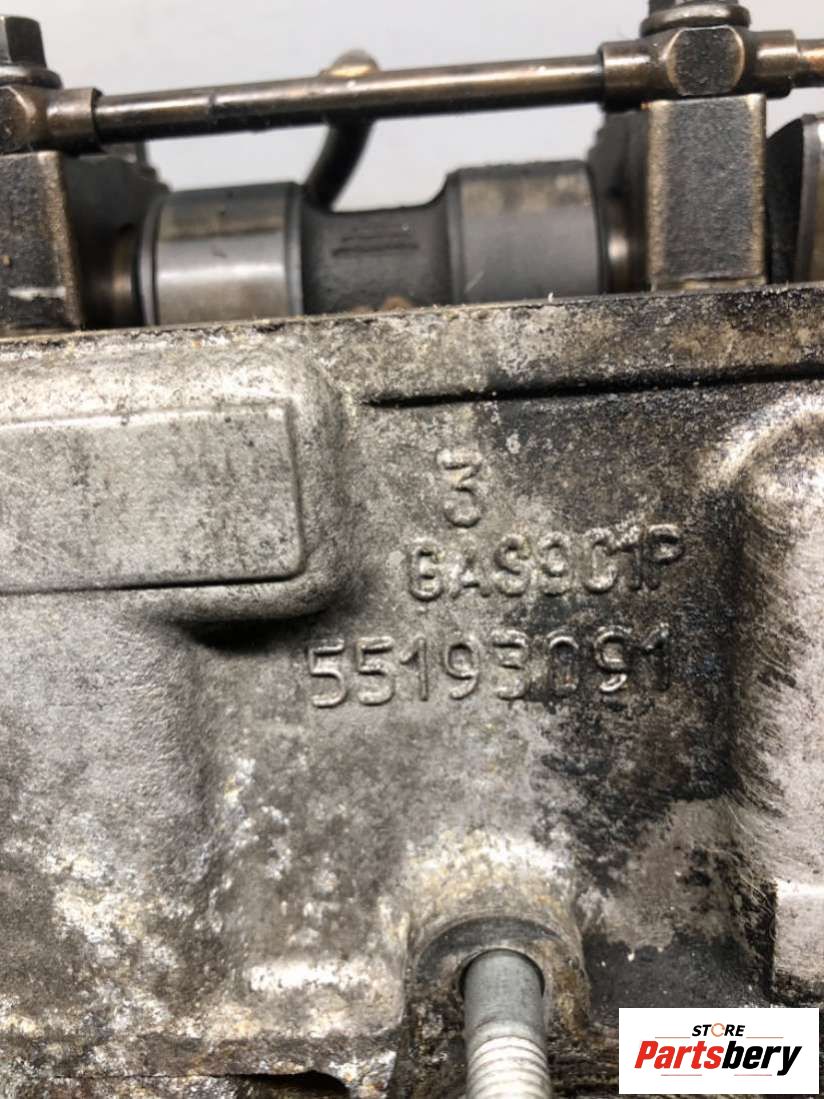 3
GAS9C1P
55193091
STORE
Partsbery